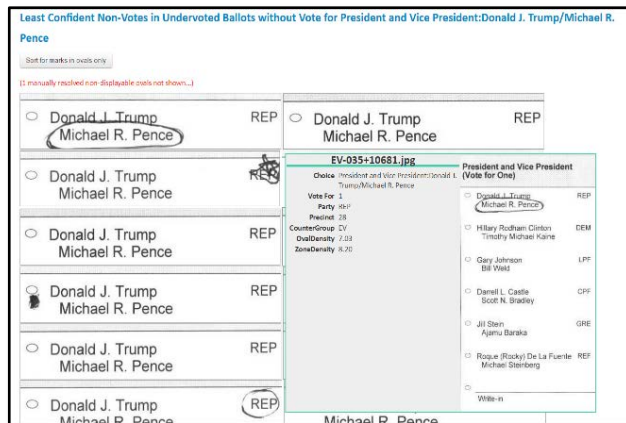 Least Confident Non-Votes in Undervoted Ballots without Vote for President and Vice President:Donald J. Trump/Michael R.
Pence
Sort for marks in ovals only
(1 manually resolved non-displayable ovals not shown...)
Donald J. Trump REP
Michael R. Pence
Donald J. Trump REP
Michael R. Pence
Donald J. Trump REP
Michael R. Pence
Donald J. Trump REP
Michael R. Pence
Donald J. Trump REP
Michael R. Pence
Donald J. Trump REP
Michael R. Pence
Donald J. Trump REP
Michael R. Pence
Michael R. Pence
EV-035+10681.jpg
Choice President and Vice President:Donald J.
Trump/Michael R. Pence
Vote For 1
Party REP
Precinct 28
CounterGroup EV
OvalDensity 7.03
ZoneDensity 8.20
President and Vice President
(Vote for One)
Donald J. Trump REP
Michael R. Pence
Hillary Rodham Clinton DEM
Timothy Michael Kaine
Gary Johnson LPF
Bill Weld
Darrell L. Castle CPF
Scott N. Bradley
Jill Stein GRE
Ajamu Baraka
Roque (Rocky) De La Fuente REF
Michael Steinberg
Write-in